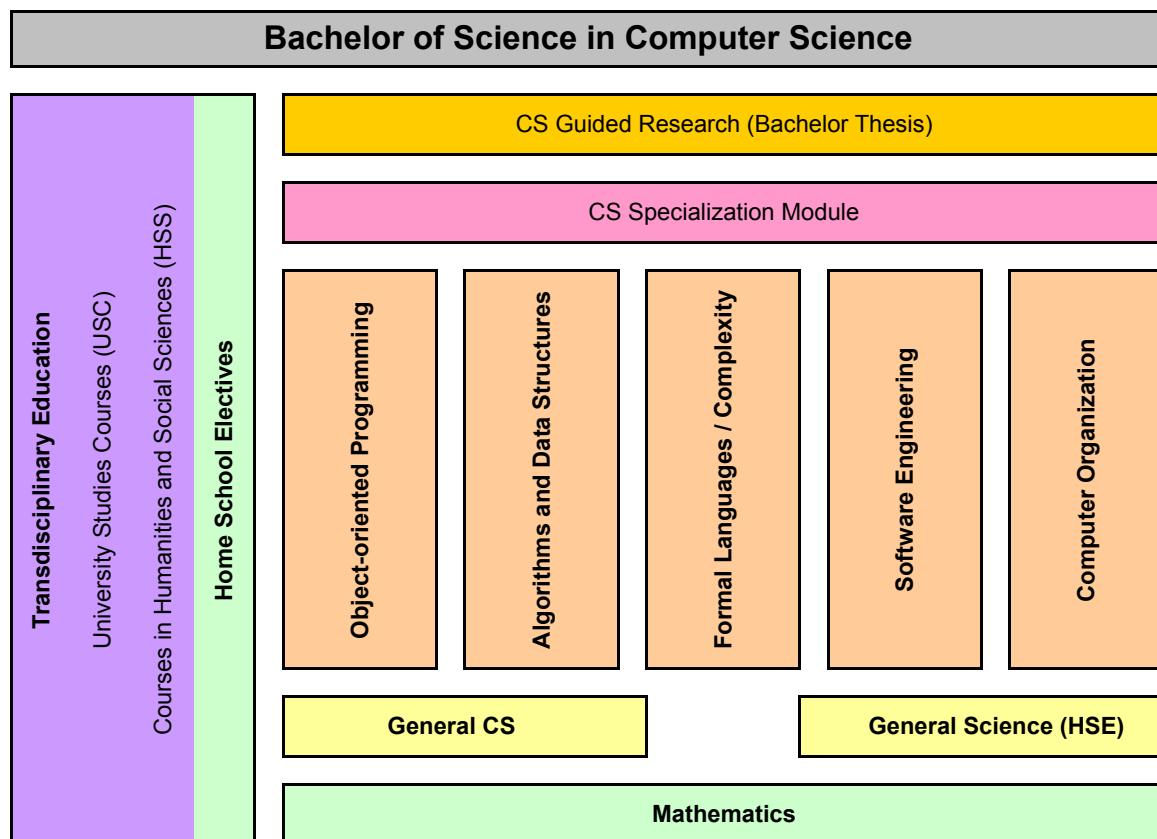 Bachelor of Science in Computer Science
Transdisciplinary Education
University Studies Courses (USC)
Courses in Humanities and Social Sciences (HSS)
Home School Electives
CS Guided Research (Bachelor Thesis)
CS Specialization Module
Object-oriented Programming
Algorithms and Data Structures
Formal Languages / Complexity
Software Engineering
Computer Organization
General CS
General Science (HSE)
Mathematics